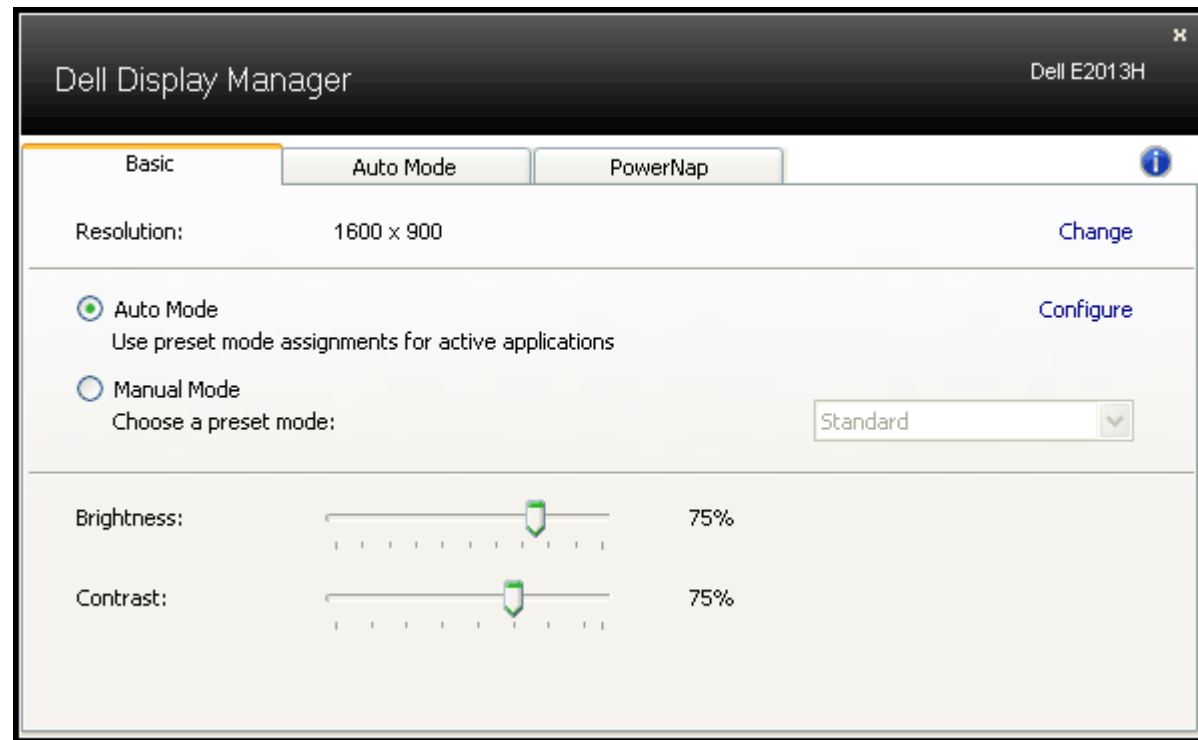 Dell Display Manager
Dell E2013H
Basic
Auto Mode
PowerNap
Resolution:
1600 x 900
Change
Auto Mode
Configure
Use preset mode assignments for active applications
Manual Mode
Choose a preset mode:
Standard
Brightness:
75%
Contrast:
75%